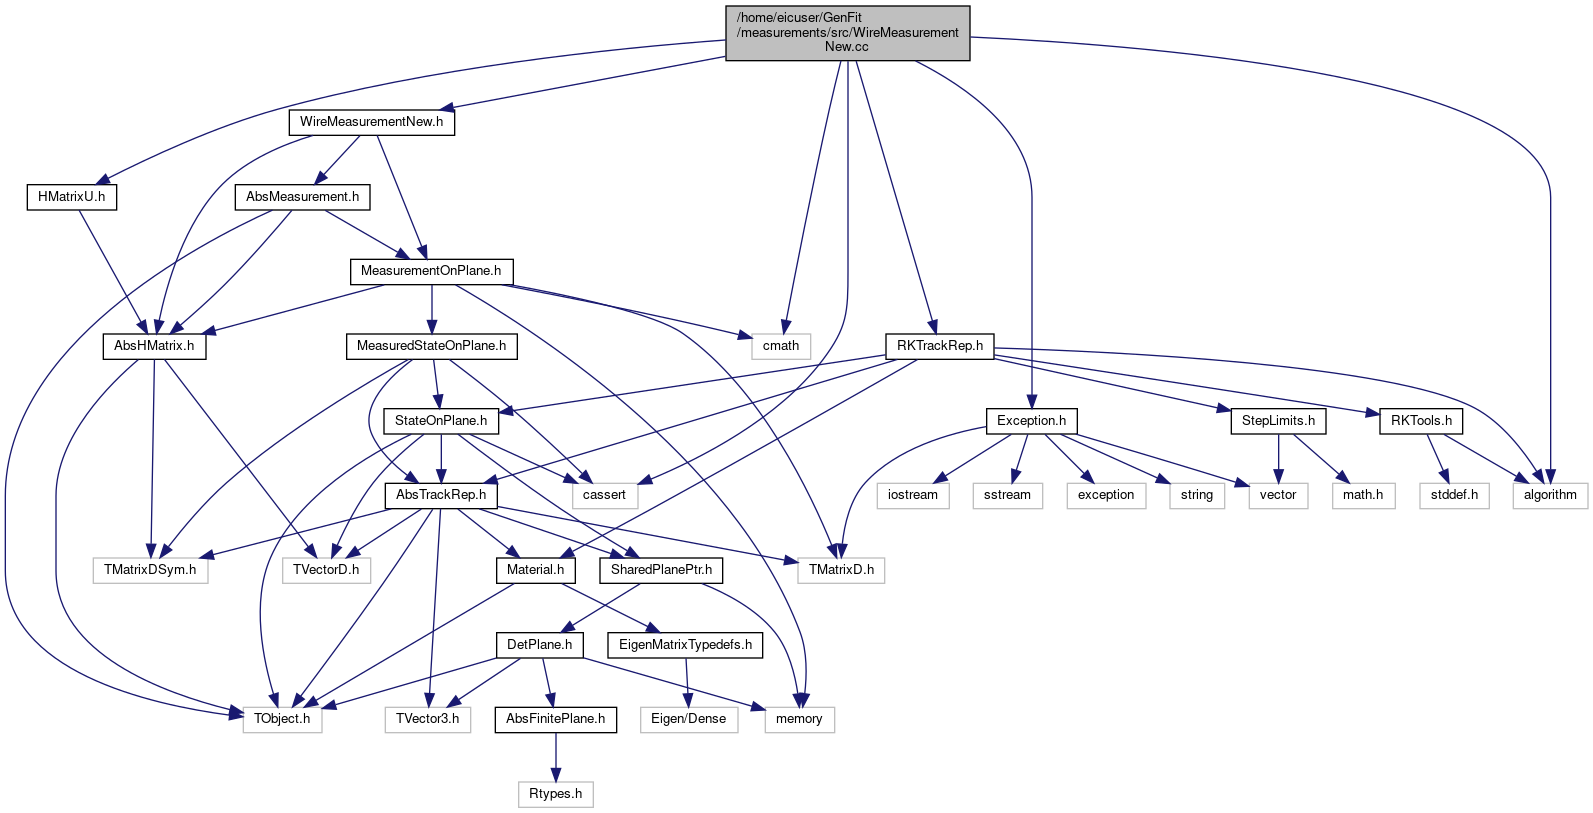 /home/eicuser/GenFit
/measurements/src/WireMeasurement
New.cc
WireMeasurementNew.h
HMatrixU.h
AbsMeasurement.h
MeasurementOnPlane.h
AbsHMatrix.h
MeasuredStateOnPlane.h
cmath
RKTrackRep.h
StateOnPlane.h
Exception.h
StepLimits.h
RKTools.h
AbsTrackRep.h
cassert
iostream
sstream
exception
string
vector
math.h
stddef.h
algorithm
TMatrixDSym.h
TVectorD.h
Material.h
SharedPlanePtr.h
TMatrixD.h
DetPlane.h
EigenMatrixTypedefs.h
TObject.h
TVector3.h
AbsFinitePlane.h
Eigen/Dense
memory
Rtypes.h